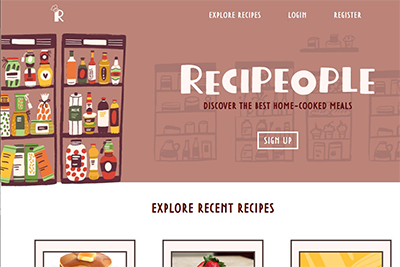 R
EXPLORE RECIPES LOGIN REGISTER
RECIPEOPLE
DISCOVER THE BEST HOME-COOKED MEALS
SIGN UP
EXPLORE RECENT RECIPES